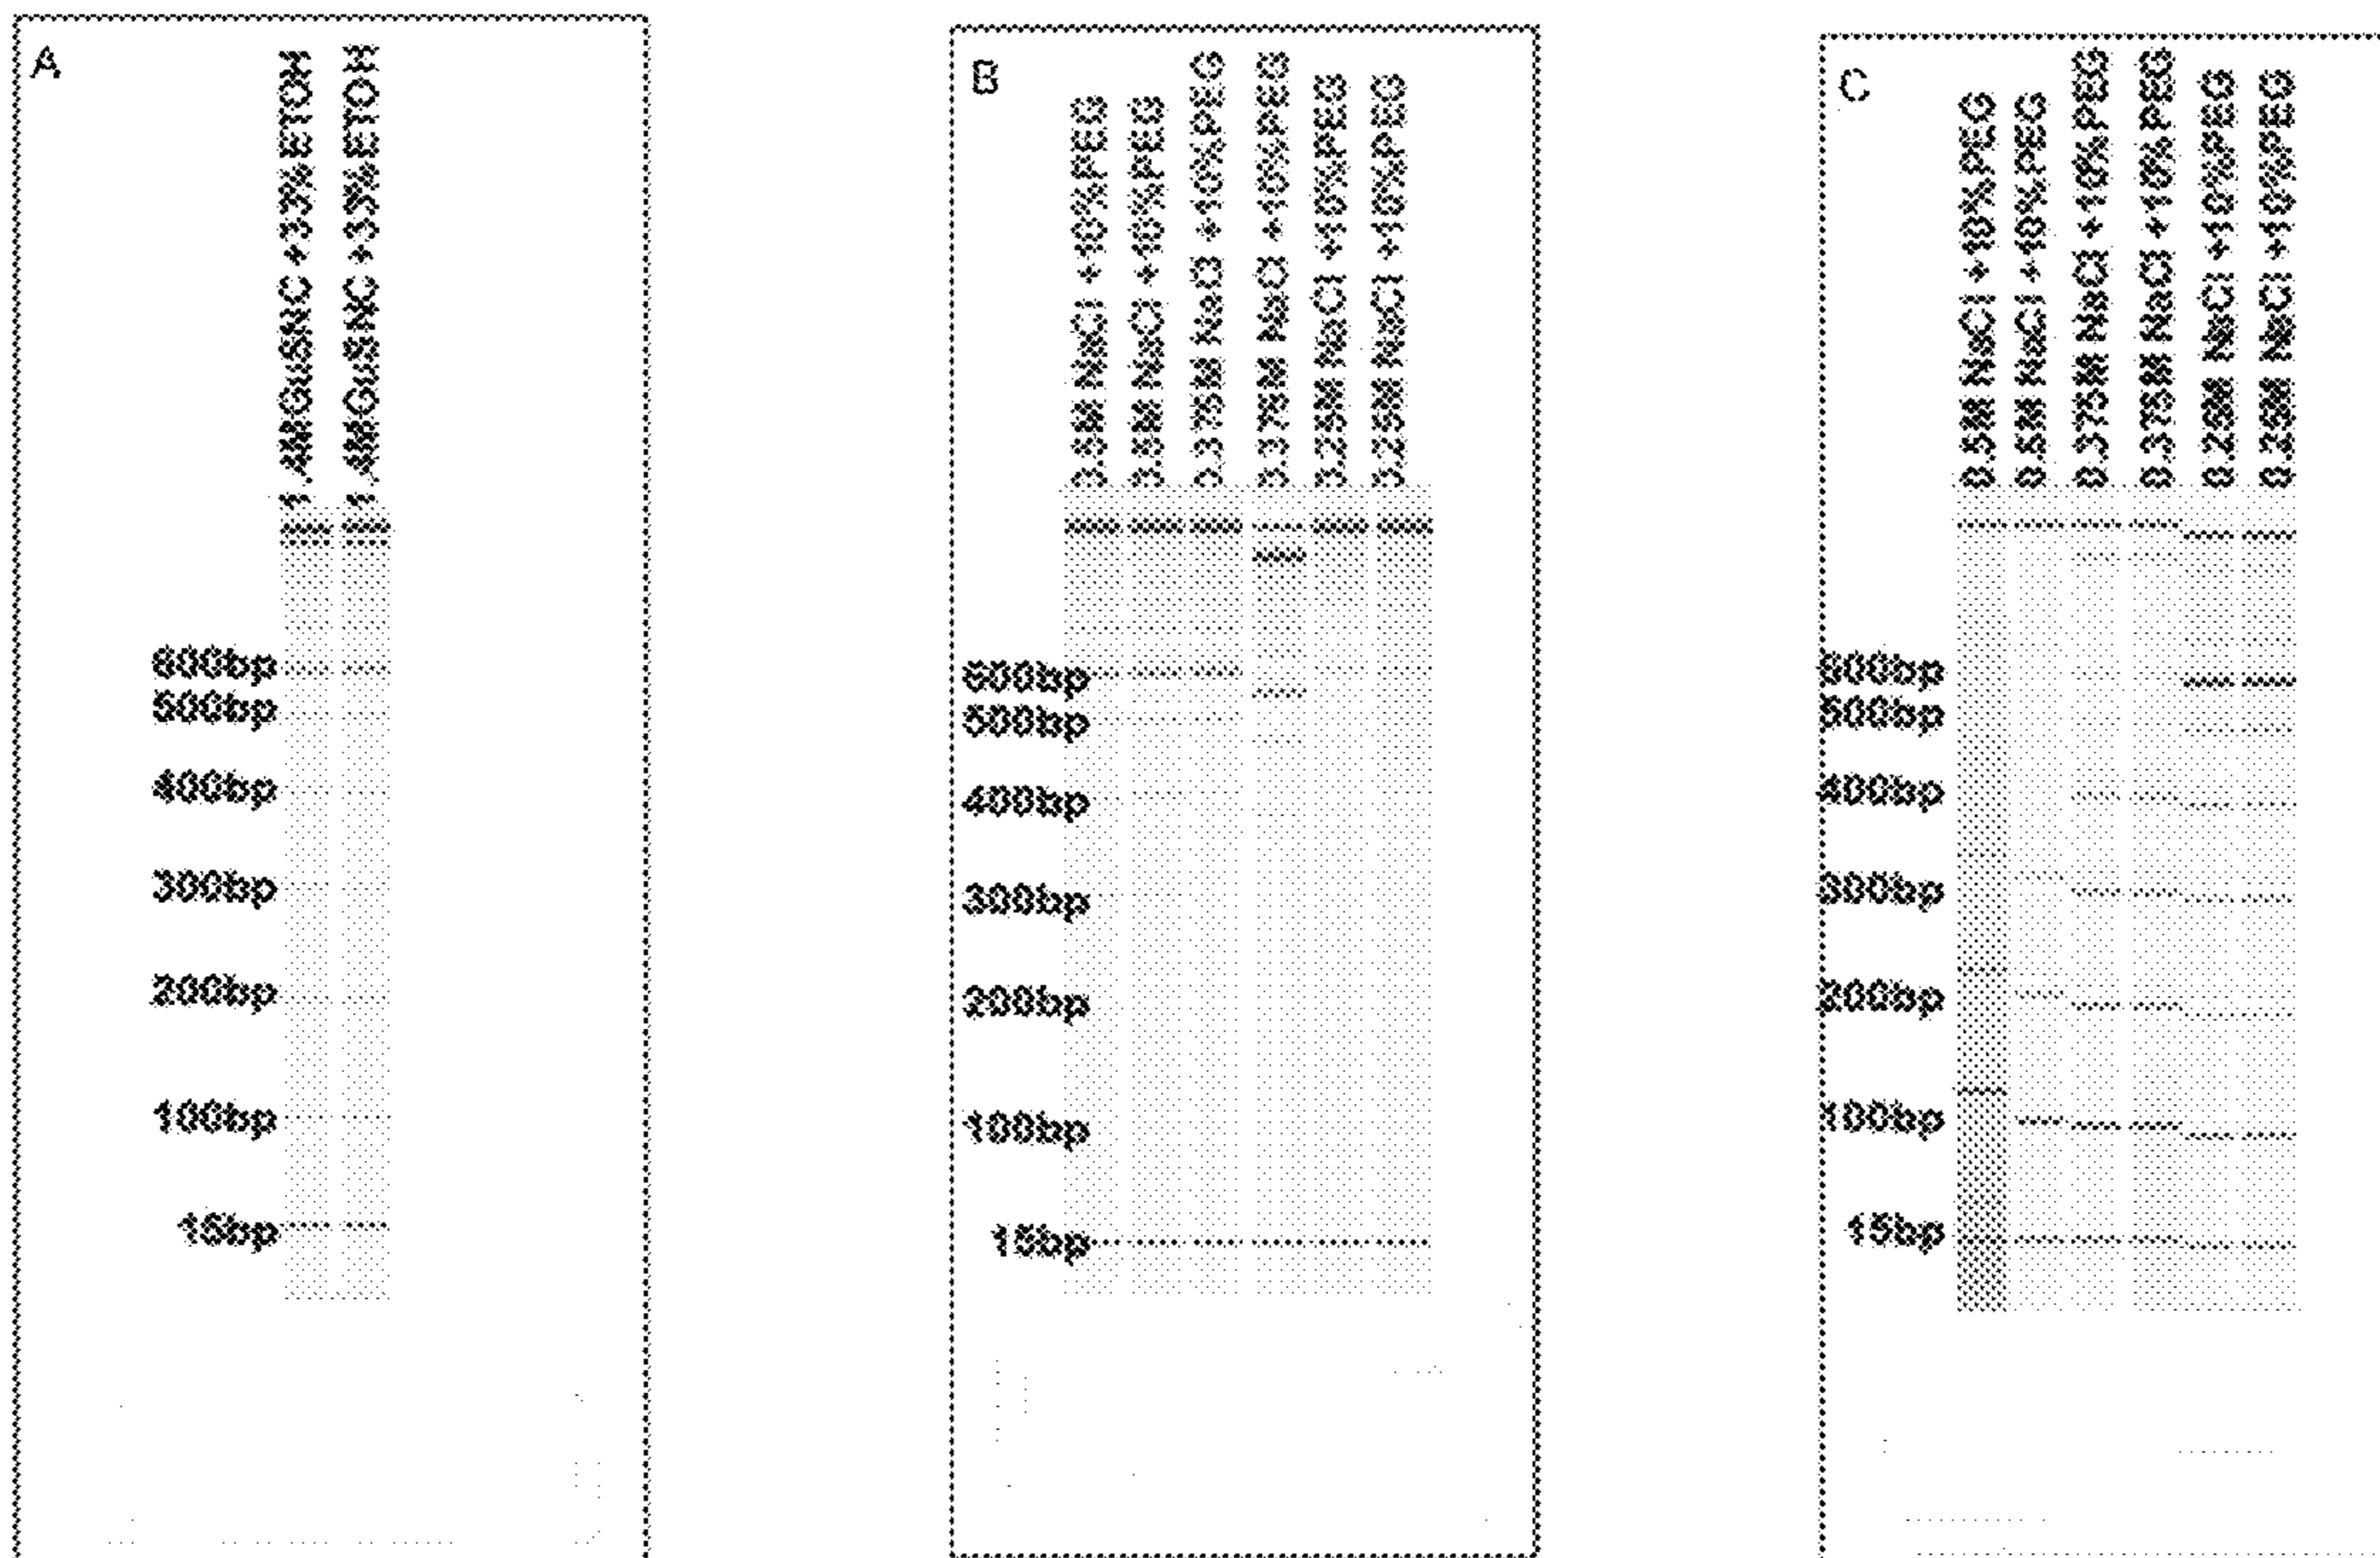 A
1.4MGuSNC +33%ETOH
1.4MGuSNC +33%ETOH
600bp
500bp
400bp
300bp
200bp
100bp
15bp
B
0.5M NaCl +10%PEG
0.5M NaCl +10%PEG
0.375M NaCl +10%PEG
0.375M NaCl +10%PEG
0.25M NaCl +10%PEG
0.25M NaCl +10%PEG
600bp
500bp
400bp
300bp
200bp
100bp
15bp
C
0.5M NaCl +10%PEG
0.5M NaCl +10%PEG
0.375M NaCl +10%PEG
0.375M NaCl +10%PEG
0.25M NaCl +10%PEG
0.25M NaCl +10%PEG
600bp
500bp
400bp
300bp
200bp
100bp
15bp